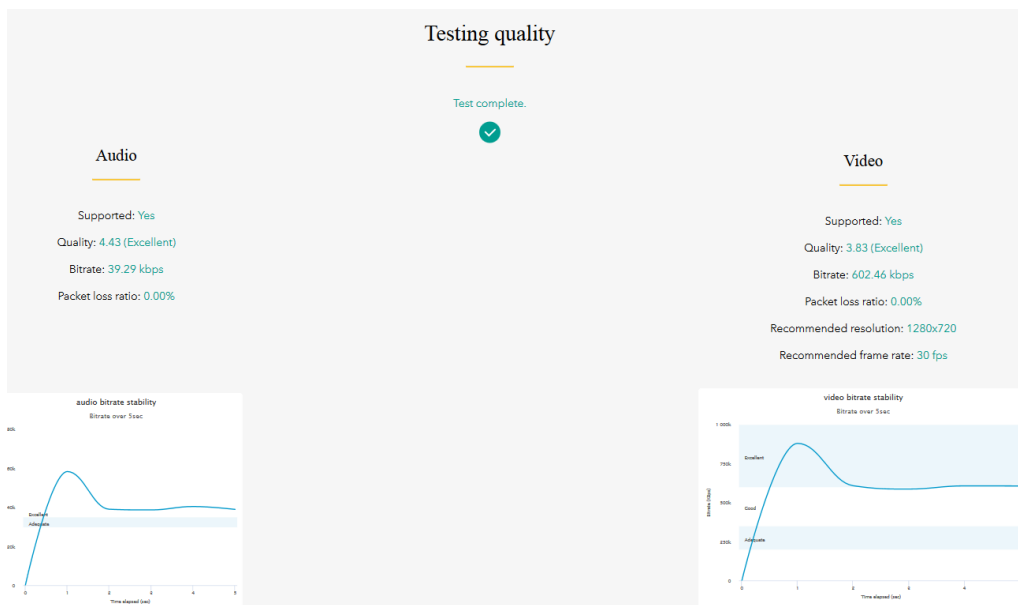 Testing quality
Test complete.
Audio
Supported: Yes
Quality: 4.43 (Excellent)
Bitrate: 39.29 kbps
Packet loss ratio: 0.00%
Video
Supported: Yes
Quality: 3.83 (Excellent)
Bitrate: 602.46 kbps
Packet loss ratio: 0.00%
Recommended resolution: 1280x720
Recommended frame rate: 30 fps
audio bitrate stability
Bitrate over 5sec
Excellent
Adequate
0
0 1 2 3 4 5
Time elapsed (sec)
video bitrate stability
Bitrate over 5sec
1 000k
750k
500k
250k
0
Bitrate (kbps)
Excellent
Good
Adequate
0 1 2 3 4
Time elapsed (sec)